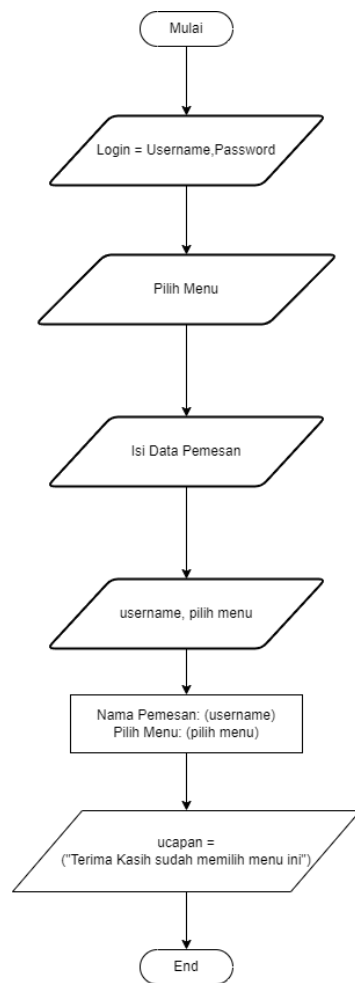 Mulai
Login = Username,Password
Pilih Menu
Isi Data Pemesan
username, pilih menu
Nama Pemesan: (username)
Pilih Menu: (pilih menu)
ucapan =
("Terima Kasih sudah memilih menu ini")
End